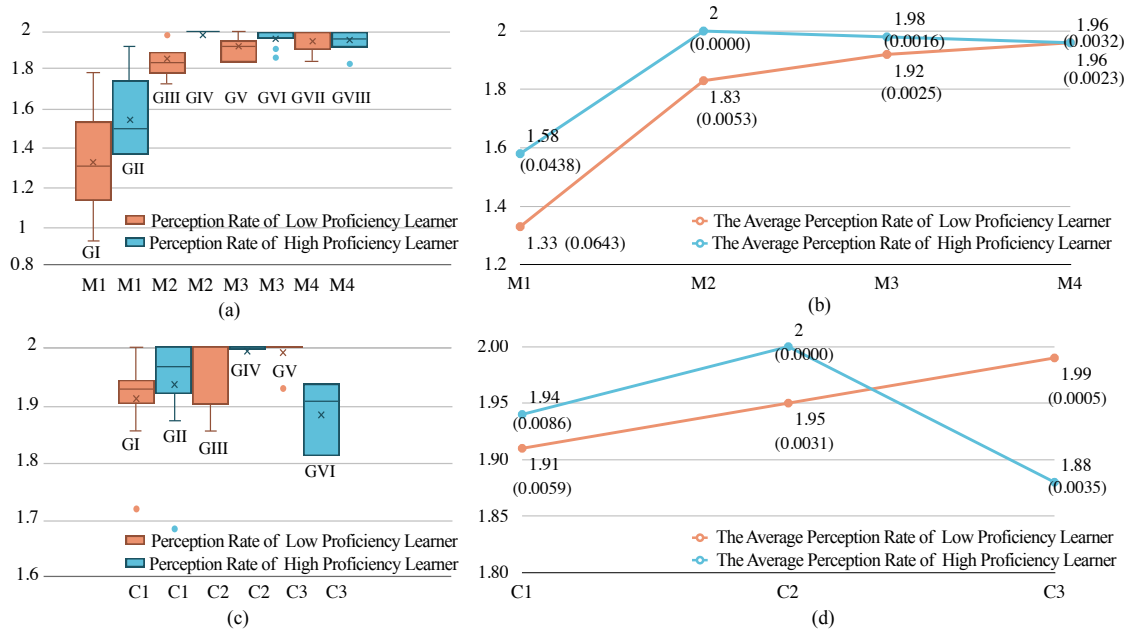 2
1.8
1.6
1.4
1.2
1
0.8
GI
GII
GIII
GIV
GV
GVI
GVII
GVIII
Perception Rate of Low Proficiency Learner
Perception Rate of High Proficiency Learner
M1 M1 M2 M2 M3 M3 M4 M4
(a)
2
1.8
1.6
1.4
1.2
1.58
(0.0438)
1.33 (0.0643)
2
(0.0000)
1.83
(0.0053)
1.98
(0.0016)
1.92
(0.0025)
1.96
(0.0032)
1.96
(0.0023)
The Average Perception Rate of Low Proficiency Learner
The Average Perception Rate of High Proficiency Learner
M1 M2 M3 M4
(b)
2
1.9
1.8
1.7
1.6
GI
GII
GIII
GIV
GV
GVI
Perception Rate of Low Proficiency Learner
Perception Rate of High Proficiency Learner
C1 C1 C2 C2 C3 C3
(c)
2.00
1.95
1.90
1.85
1.80
1.94
(0.0086)
1.91
(0.0059)
2
(0.0000)
1.95
(0.0031)
1.99
(0.0005)
1.88
(0.0035)
The Average Perception Rate of Low Proficiency Learner
The Average Perception Rate of High Proficiency Learner
C1 C2 C3
(d)